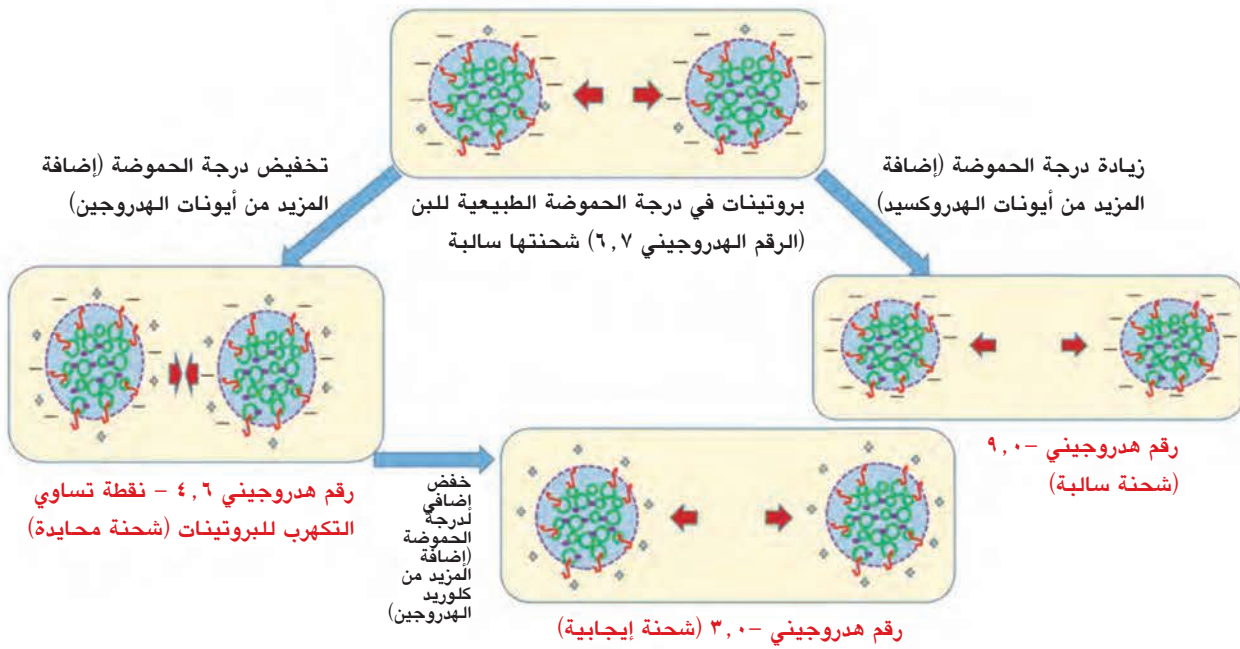 زيادة درجة الحموضة (إضافة
المزيد من أيونات الهدروكسيد)
بروتينات في درجة الحموضة الطبيعية للبن
(الرقم الهدروجيني ٦,٧) شحنتها سالبة
تخفيض درجة الحموضة (إضافة
المزيد من أيونات الهدروجين)
رقم هدروجيني -٩,٠
(شحنة سالبة)
رقم هدروجيني ٤,٦ - نقطة تساوي
التكهرب للبروتينات (شحنة محايدة)
خفض
إضافي
لدرجة
الحموضة
(إضافة
المزيد من
كلوريد
الهدروجين)
رقم هدروجيني -٣,٠ (شحنة إيجابية)